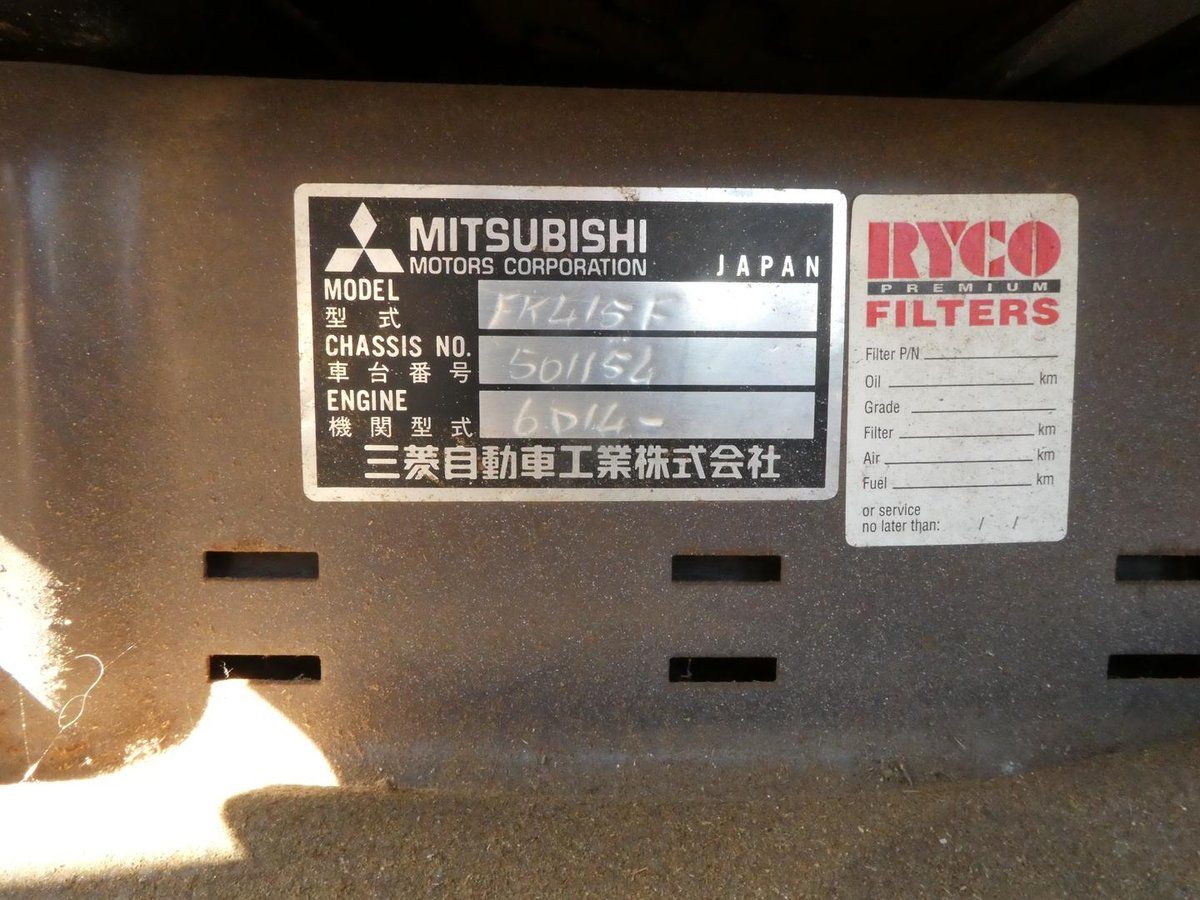 MITSUBISHI
MOTORS CORPORATION JAPAN
MODEL
型式 FK415F
CHASSIS NO.
車台番号 501154
ENGINE
機関型式 6D14-
三菱自動車工業株式会社
RYCO
PREMIUM
FILTERS
Filter P/N
Oil km
Grade
Filter km
Air km
Fuel km
or service
no later than: / /